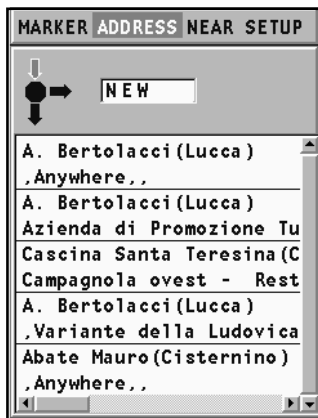 MARKER ADDRESS NEAR SETUP
NEW
A. Bertolacci(Lucca)
,Anywhere,,
A. Bertolacci(Lucca)
Azienda di Promozione Tu
Cascina Santa Teresina(C
Campagnola ovest - Rest
A. Bertolacci(Lucca)
,Variante della Ludovica
Abate Mauro(Cisternino)
,Anywhere,,